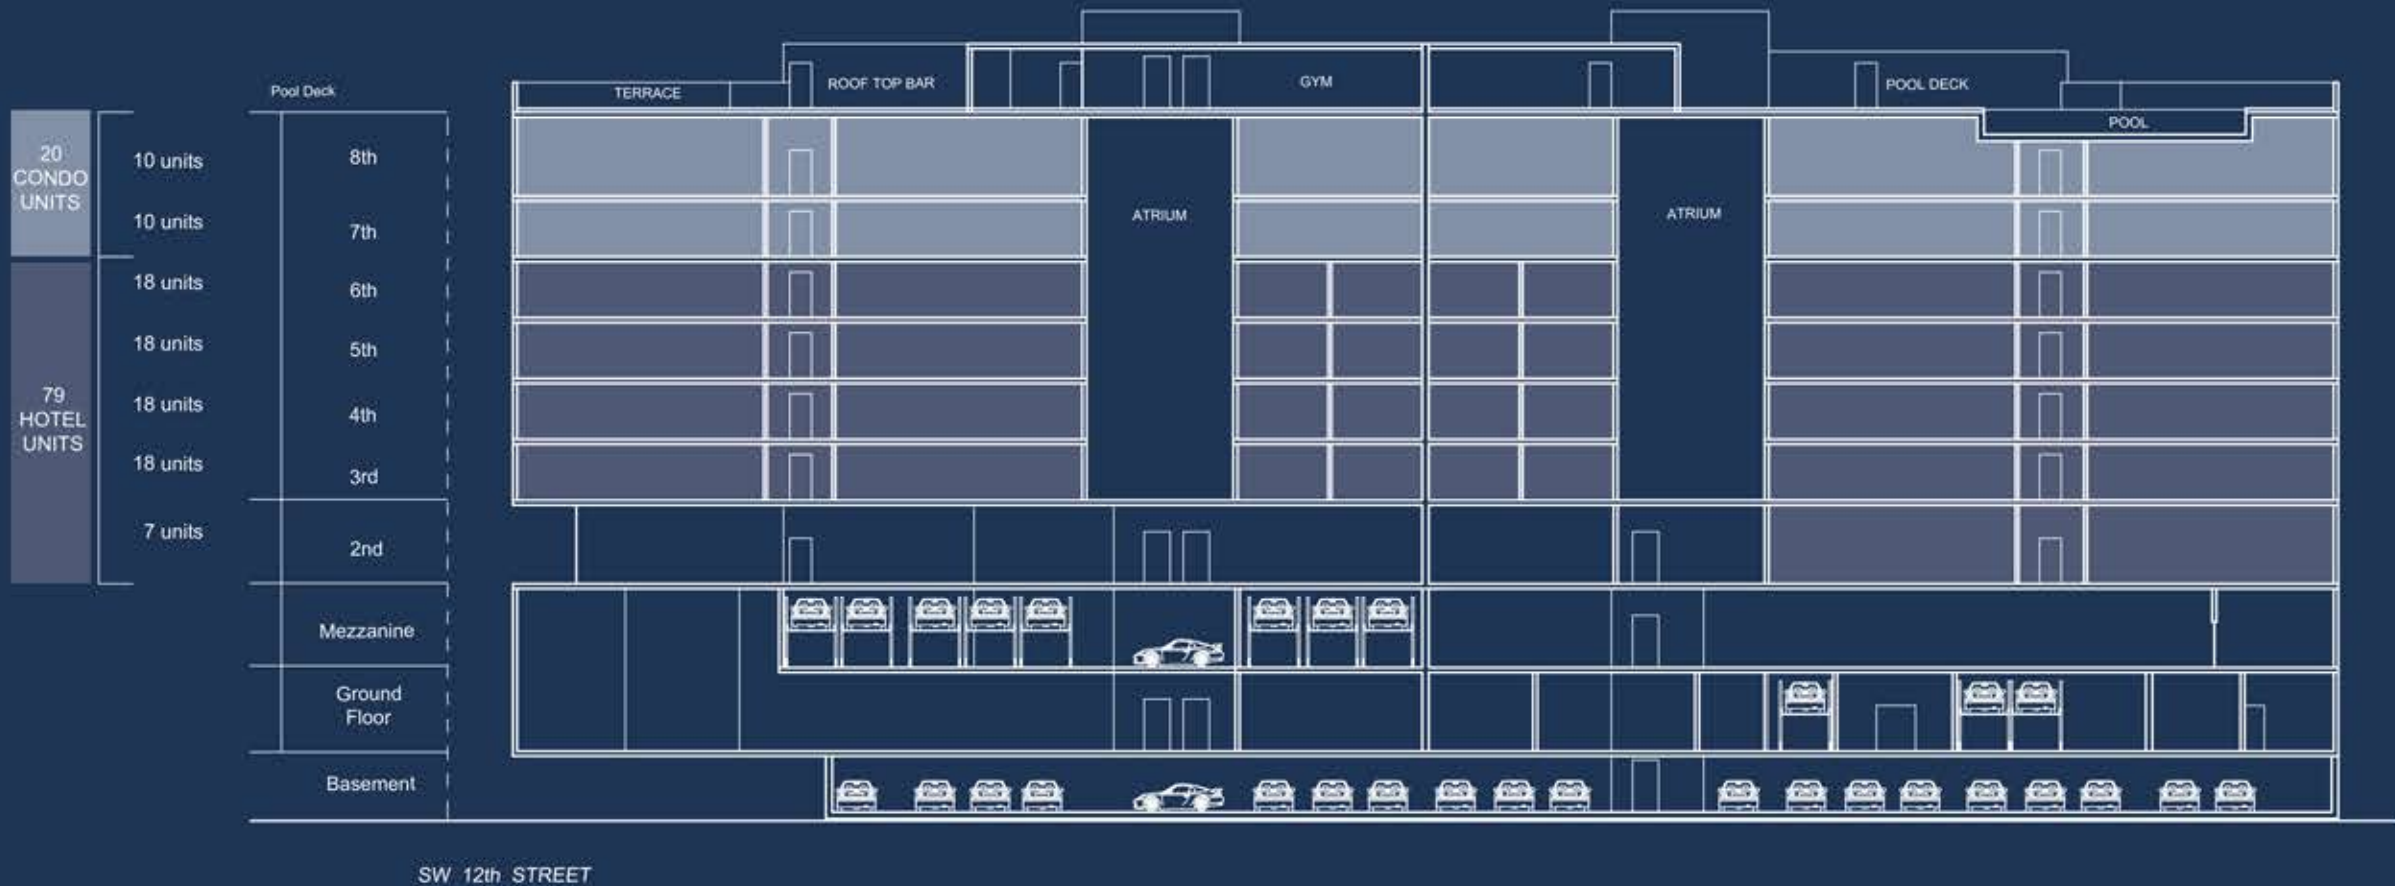 Pool Deck
TERRACE
ROOF TOP BAR
GYM
POOL DECK
POOL
20
CONDO
UNITS
10 units
8th
10 units
7th
ATRIUM
ATRIUM
18 units
6th
18 units
5th
79
HOTEL
UNITS
18 units
4th
18 units
3rd
7 units
2nd
Mezzanine
Ground
Floor
Basement
SW 12th STREET